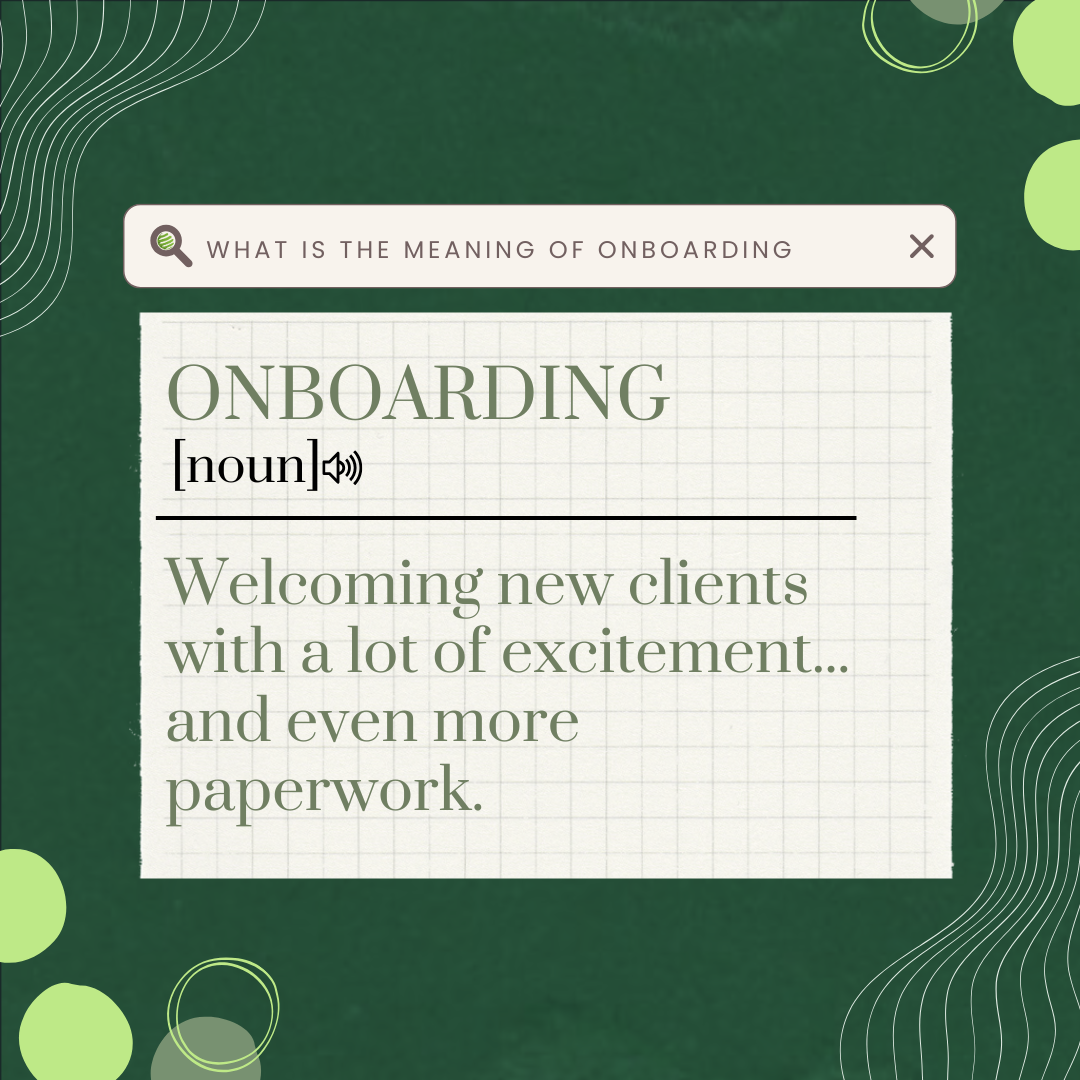 WHAT IS THE MEANING OF ONBOARDING
ONBOARDING
[noun]
Welcoming new clients
with a lot of excitement...
and even more
paperwork.